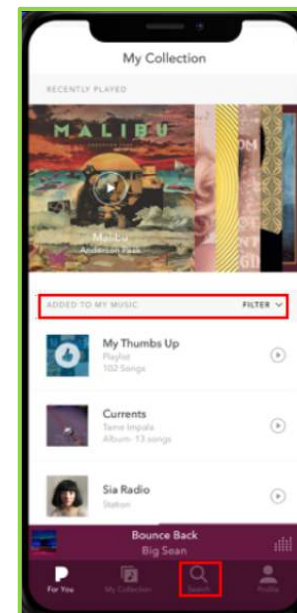 My Collection
RECENTLY PLAYED
MALIBU
Malibu
Anderson Paak
ADDED TO MY MUSIC FILTER
My Thumbs Up
Playlist
102 Songs
Currents
Tame Impala
Album · 13 songs
Sia Radio
Station
Bounce Back
Big Sean
For You My Collection Search Profile